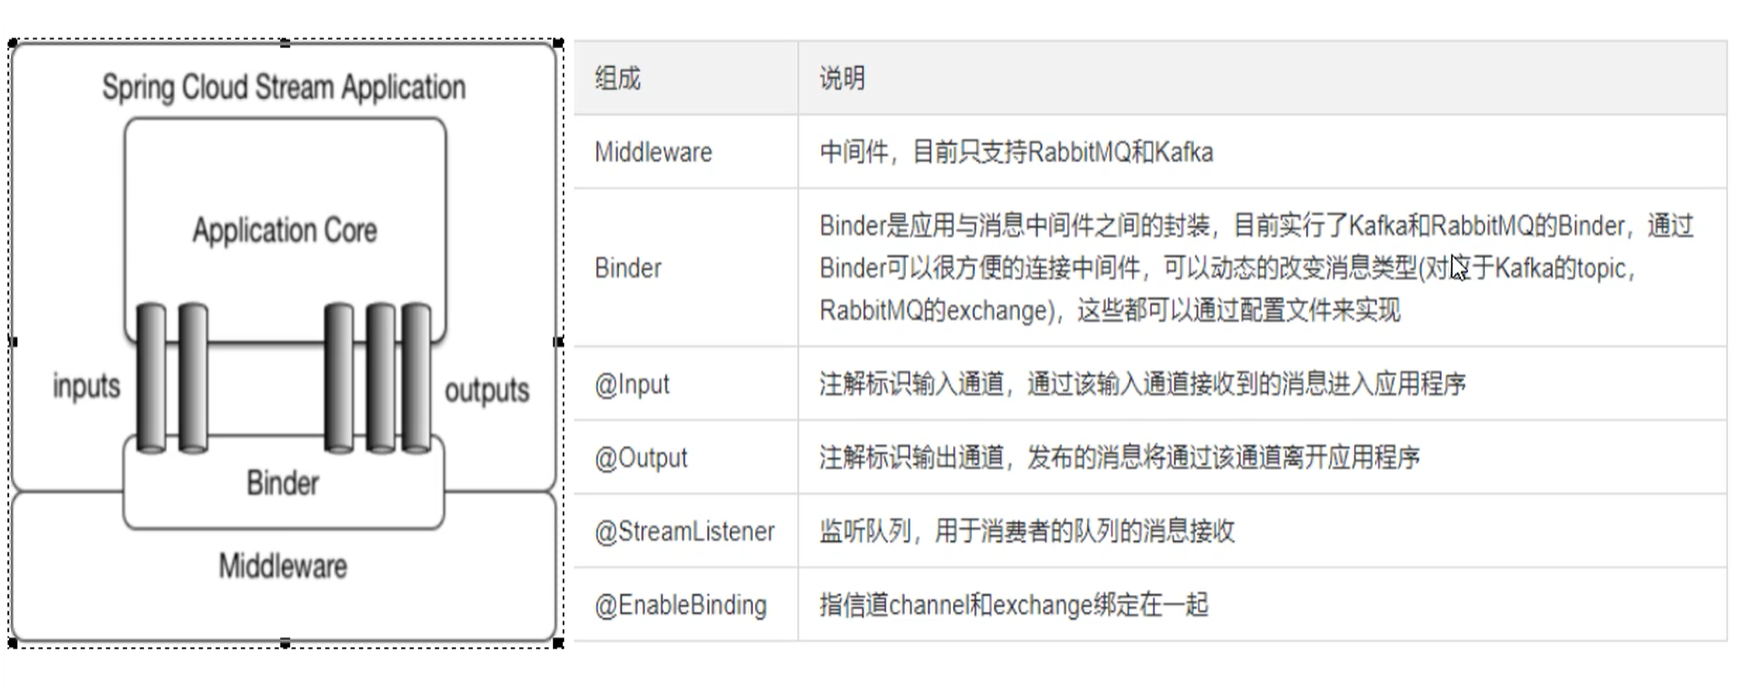 Spring Cloud Stream Application
Application Core
inputs
outputs
Binder
Middleware
组成
说明
Middleware
中间件，目前只支持RabbitMQ和Kafka
Binder
Binder是应用与消息中间件之间的封装，目前实行了Kafka和RabbitMQ的Binder，通过
Binder可以很方便的连接中间件，可以动态的改变消息类型(对应于Kafka的topic，
RabbitMQ的exchange)，这些都可以通过配置文件来实现
@Input
注解标识输入通道，通过该输入通道接收到的消息进入应用程序
@Output
注解标识输出通道，发布的消息将通过该通道离开应用程序
@StreamListener
监听队列，用于消费者的队列的消息接收
@EnableBinding
指信道channel和exchange绑定在一起